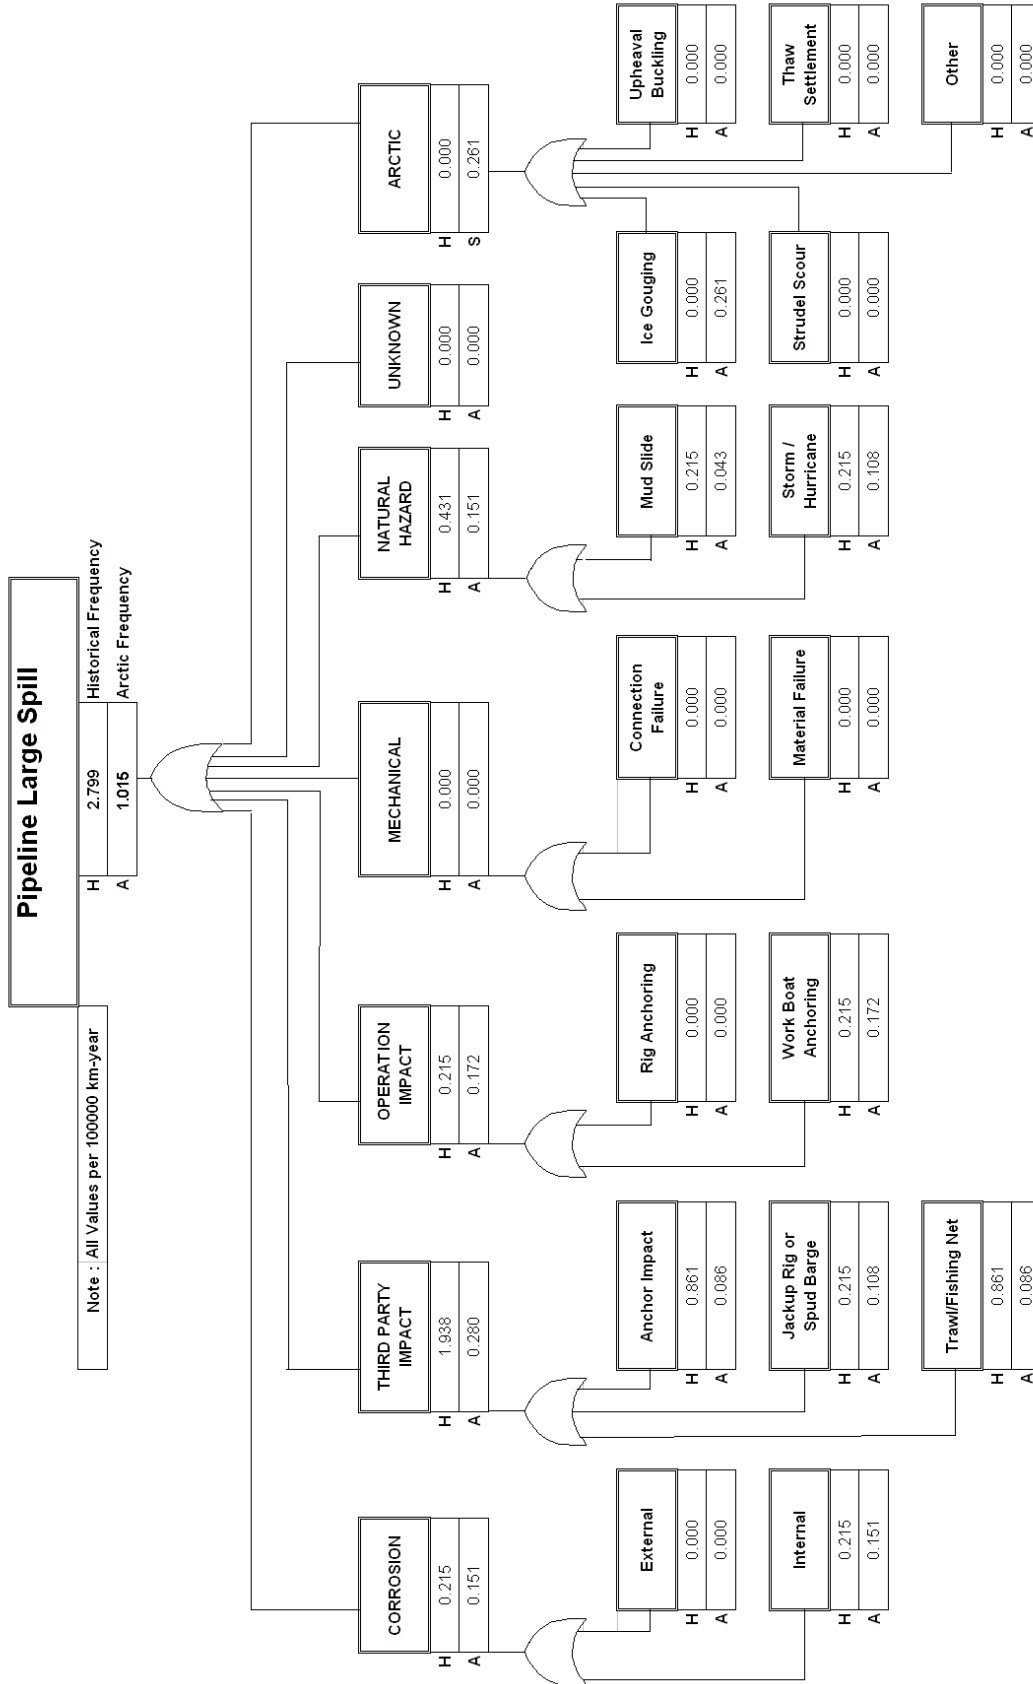 Pipeline Large Spill
Note : All Values per 100000 km-year
H 2.799 Historical Frequency
A 1.015 Arctic Frequency
CORROSION
H 0.215
A 0.151
THIRD PARTY
IMPACT
H 1.938
A 0.280
OPERATION
IMPACT
H 0.215
A 0.172
MECHANICAL
H 0.000
A 0.000
NATURAL
HAZARD
H 0.431
A 0.151
UNKNOWN
H 0.000
A 0.000
ARCTIC
H 0.000
S 0.261
External
H 0.000
A 0.000
Internal
H 0.215
A 0.151
Anchor Impact
H 0.861
A 0.086
Jackup Rig or
Spud Barge
H 0.215
A 0.108
Trawl/Fishing Net
H 0.861
A 0.086
Rig Anchoring
H 0.000
A 0.000
Work Boat
Anchoring
H 0.215
A 0.172
Connection
Failure
H 0.000
A 0.000
Material Failure
H 0.000
A 0.000
Mud Slide
H 0.215
A 0.043
Storm /
Hurricane
H 0.215
A 0.108
Ice Gouging
H 0.000
A 0.261
Strudel Scour
H 0.000
A 0.000
Upheaval
Buckling
H 0.000
A 0.000
Thaw
Settlement
H 0.000
A 0.000
Other
H 0.000
A 0.000